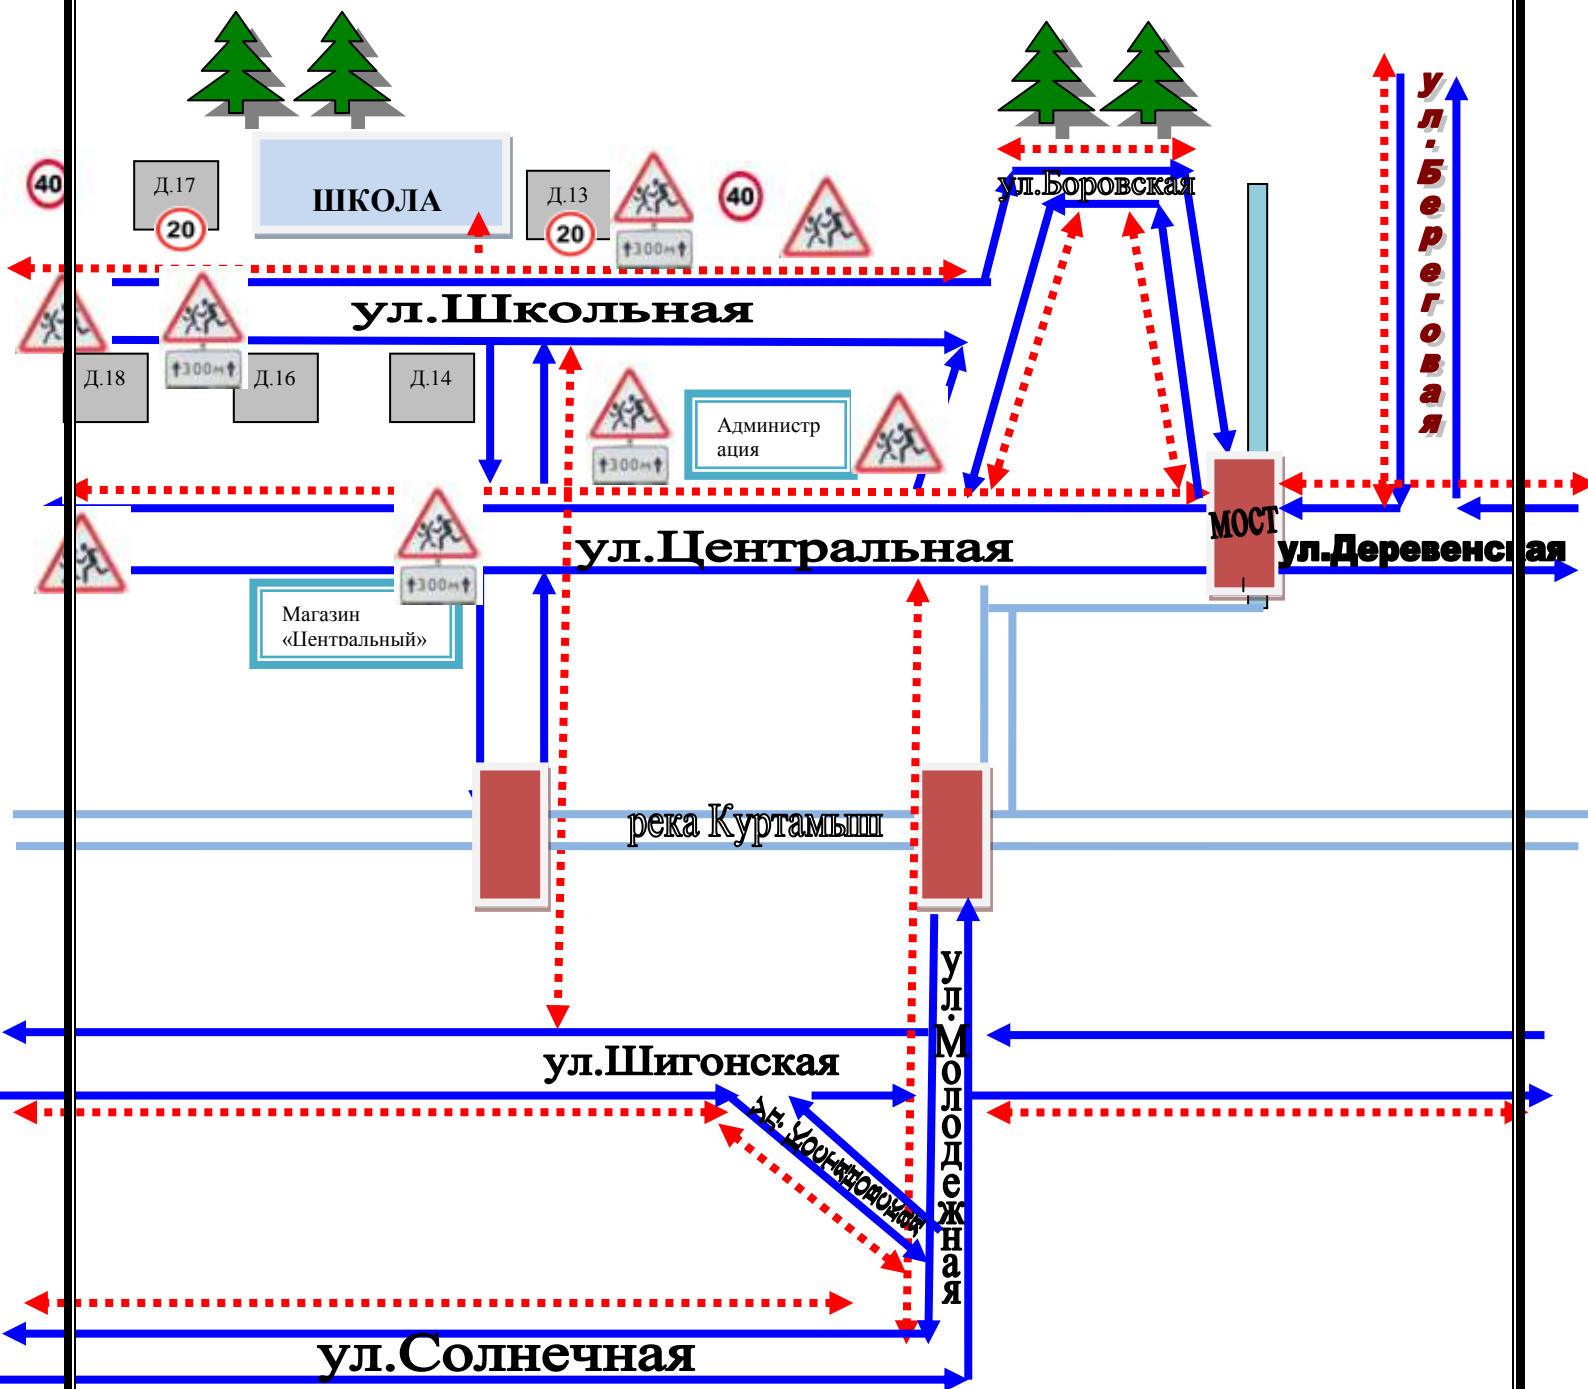 40
Д.17
20
ШКОЛА
Д.13
20
300м
40
ул.Боровская
ул.Береговая
ул.Школьная
Д.18
300м
Д.16
Д.14
300м
Администр
ация
300м
ул.Центральная
МОСТ
ул.Деревенская
Магазин
«Центральный»
река Куртамыш
ул.Молодежная
ул.Шигонская
ул.Солнечная